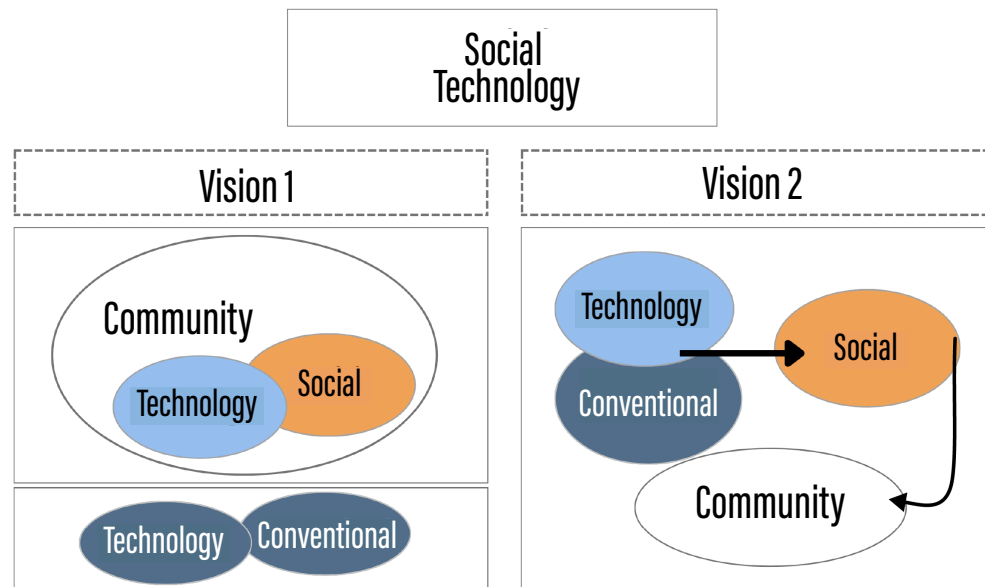 Social
Technology
Vision 1
Vision 2
Community
Technology
Social
Technology
Conventional
Technology
Social
Conventional
Community